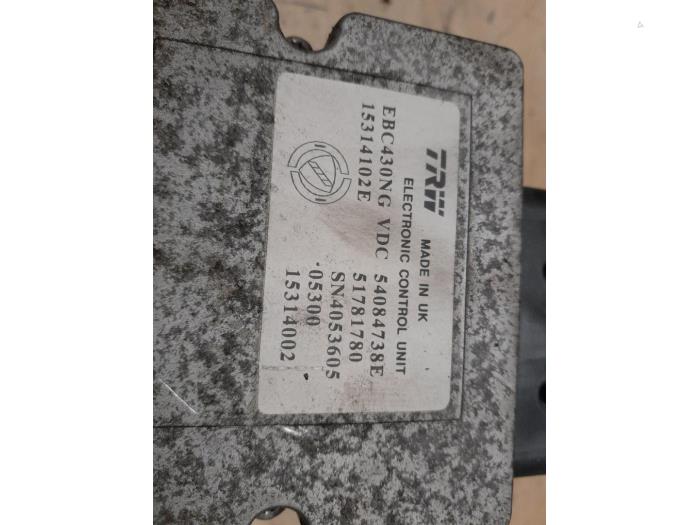 TRW MADE IN UK
ELECTRONIC CONTROL UNIT
EBC430NG VDC 54084738E
15314102E 51781780
SN4053605
-05300
15314002